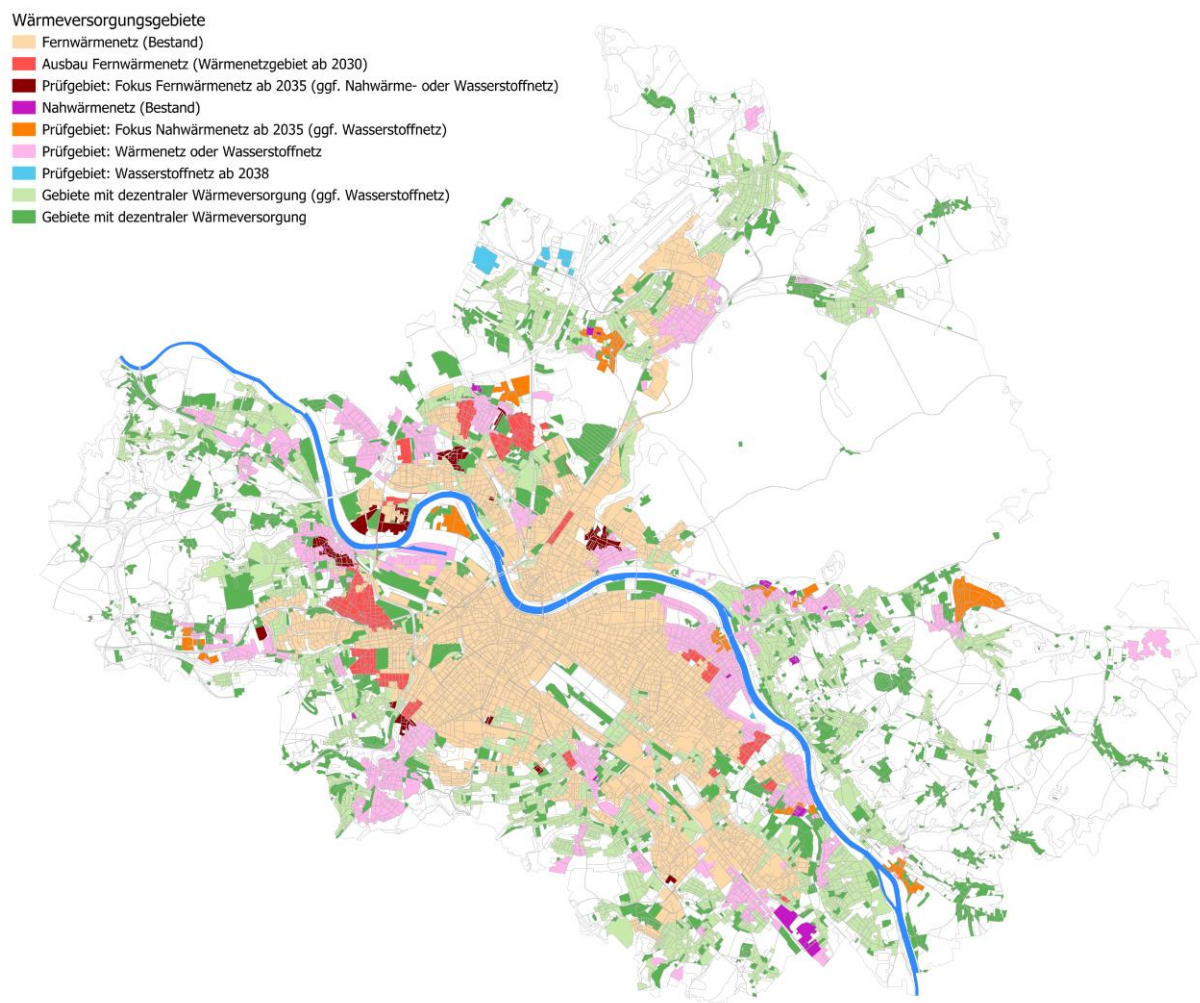 Wärmeversorgungsgebiete
Fernwärmenetz (Bestand)
Ausbau Fernwärmenetz (Wärmenetzgebiet ab 2030)
Prüfgebiet: Fokus Fernwärmenetz ab 2035 (ggf. Nahwärme- oder Wasserstoffnetz)
Nahwärmenetz (Bestand)
Prüfgebiet: Fokus Nahwärmenetz ab 2035 (ggf. Wasserstoffnetz)
Prüfgebiet: Wärmenetz oder Wasserstoffnetz
Prüfgebiet: Wasserstoffnetz ab 2038
Gebiete mit dezentraler Wärmeversorgung (ggf. Wasserstoffnetz)
Gebiete mit dezentraler Wärmeversorgung